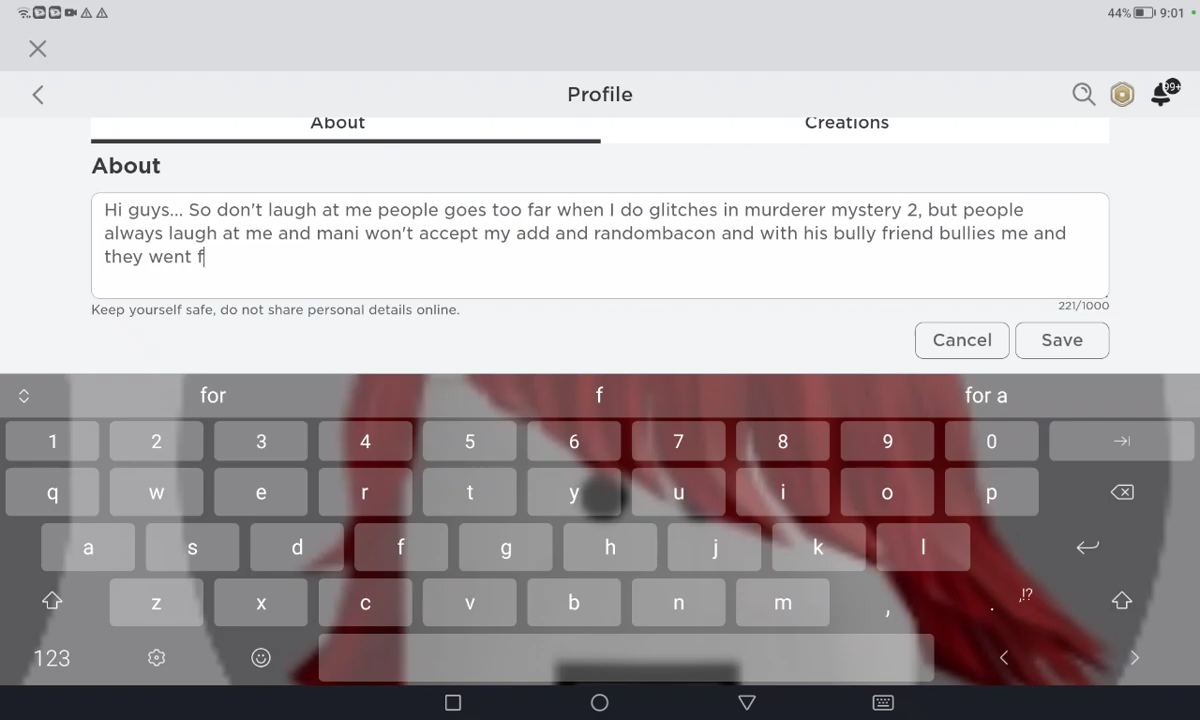 44% 9:01
Profile
99+
About Creations
About
Hi guys... So don't laugh at me people goes too far when I do glitches in murderer mystery 2, but people
always laugh at me and mani won't accept my add and randombacon and with his bully friend bullies me and
they went f
Keep yourself safe, do not share personal details online. 221/1000
Cancel Save
for f for a
1 2 3 4 5 6 7 8 9 0
q w e r t y u i o p
a s d f g h j k l
z x c v b n m , . ,!?
123